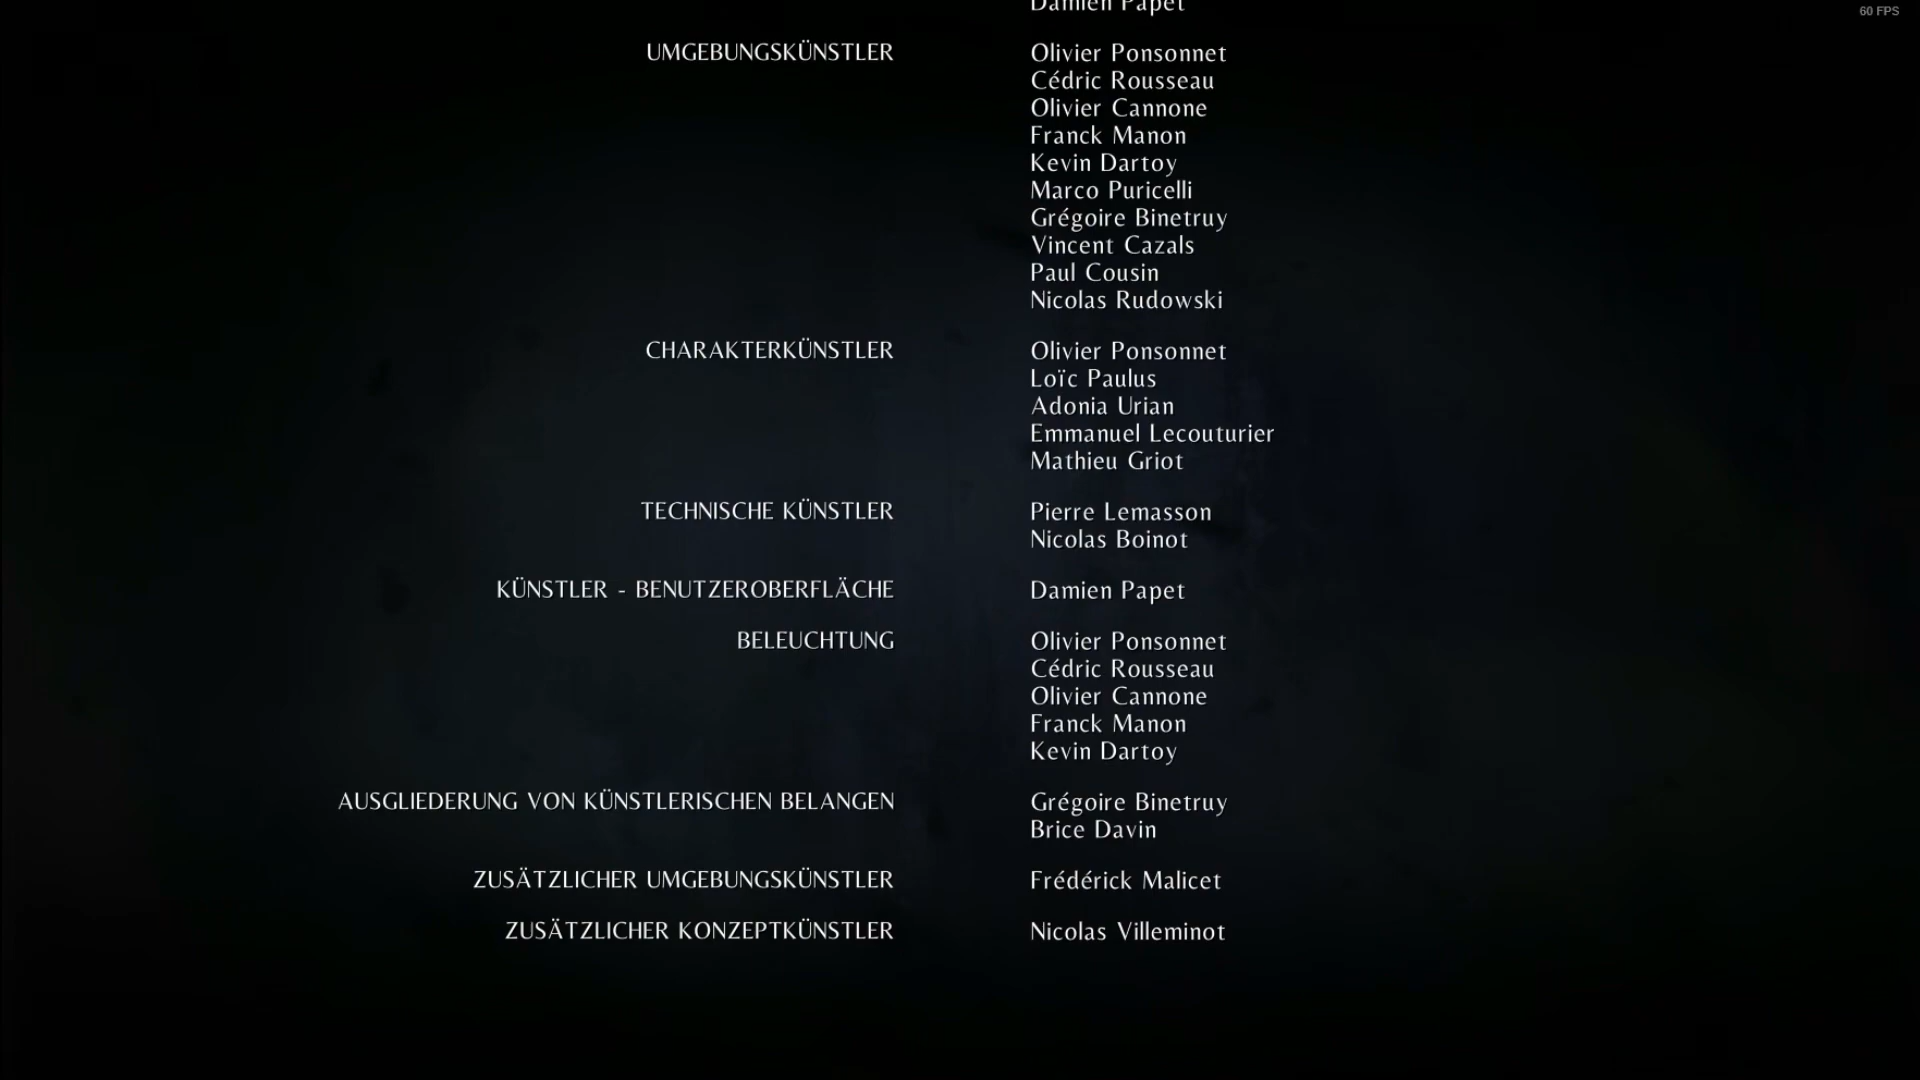 Damien Papet
60 FPS
UMGEBUNGSKÜNSTLER Olivier Ponsonnet
Cédric Rousseau
Olivier Cannone
Franck Manon
Kevin Dartoy
Marco Puricelli
Grégoire Binetruy
Vincent Cazals
Paul Cousin
Nicolas Rudowski
CHARAKTERKÜNSTLER Olivier Ponsonnet
Loïc Paulus
Adonia Urian
Emmanuel Lecouturier
Mathieu Griot
TECHNISCHE KÜNSTLER Pierre Lemasson
Nicolas Boinot
KÜNSTLER - BENUTZEROBERFLÄCHE Damien Papet
BELEUCHTUNG Olivier Ponsonnet
Cédric Rousseau
Olivier Cannone
Franck Manon
Kevin Dartoy
AUSGLIEDERUNG VON KÜNSTLERISCHEN BELANGEN Grégoire Binetruy
Brice Davin
ZUSÄTZLICHER UMGEBUNGSKÜNSTLER Frédérick Malicet
ZUSÄTZLICHER KONZEPTKÜNSTLER Nicolas Villeminot